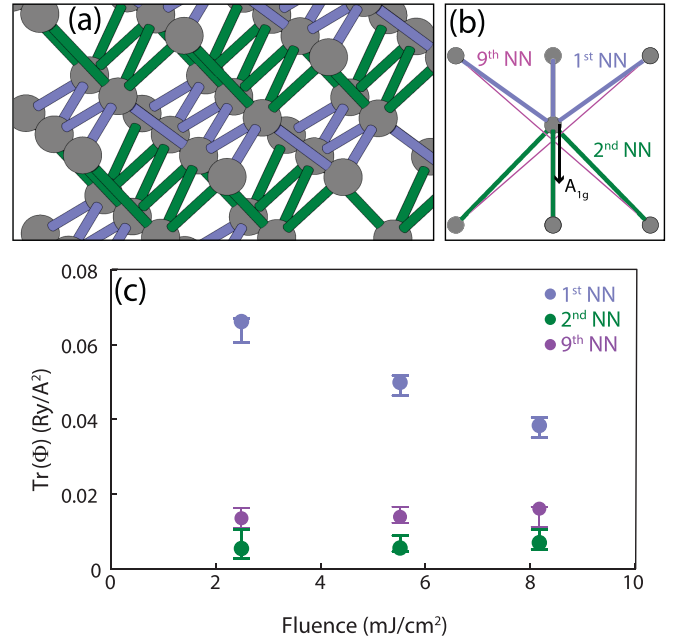 (a)
(b)
9th NN
1st NN
2nd NN
A1g
(c)
1st NN
2nd NN
9th NN
Tr(Φ) (Ry/A²)
0.08
0.06
0.04
0.02
0
0 2 4 6 8 10
Fluence (mJ/cm²)